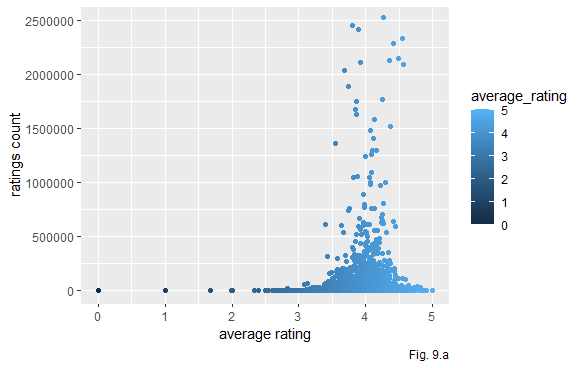 2500000
2000000
1500000
1000000
500000
0
ratings count
0 1 2 3 4 5
average rating
average_rating
5
4
3
2
1
0
Fig. 9.a